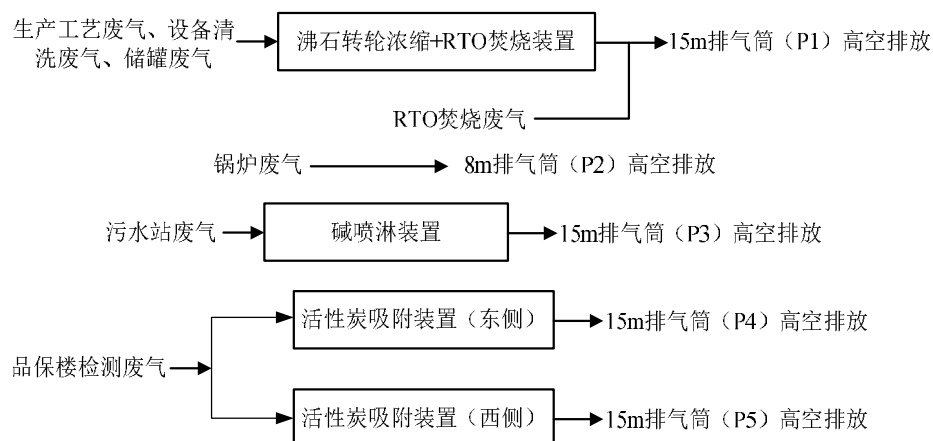 生产工艺废气、设备清
洗废气、储罐废气
沸石转轮浓缩+RTO焚烧装置
15m排气筒（P1）高空排放
RTO焚烧废气
锅炉废气
8m排气筒（P2）高空排放
污水站废气
碱喷淋装置
15m排气筒（P3）高空排放
活性炭吸附装置（东侧）
15m排气筒（P4）高空排放
品保楼检测废气
活性炭吸附装置（西侧）
15m排气筒（P5）高空排放